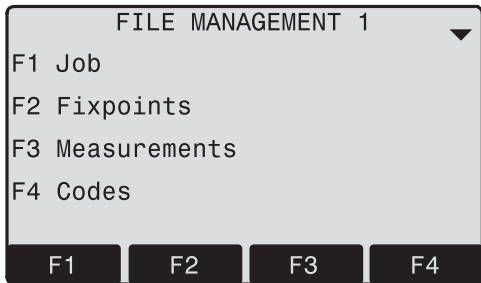 FILE MANAGEMENT 1
F1 Job
F2 Fixpoints
F3 Measurements
F4 Codes
F1 F2 F3 F4